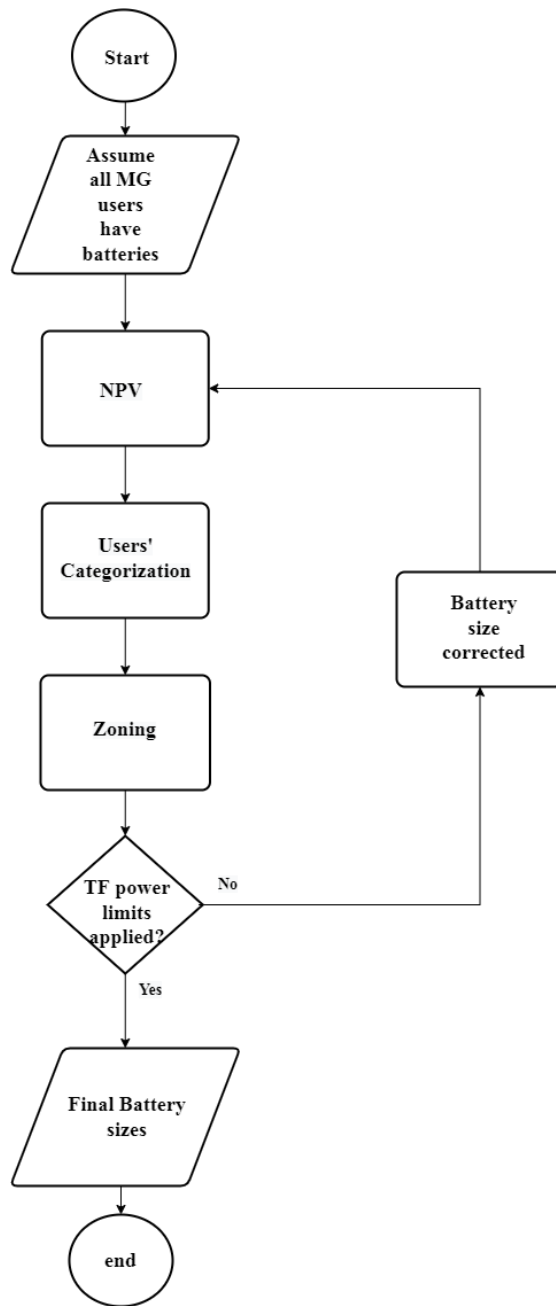 Start
Assume
all MG
users
have
batteries
NPV
Users'
Categorization
Battery
size
corrected
Zoning
TF power
limits
applied?
No
Yes
Final Battery
sizes
end